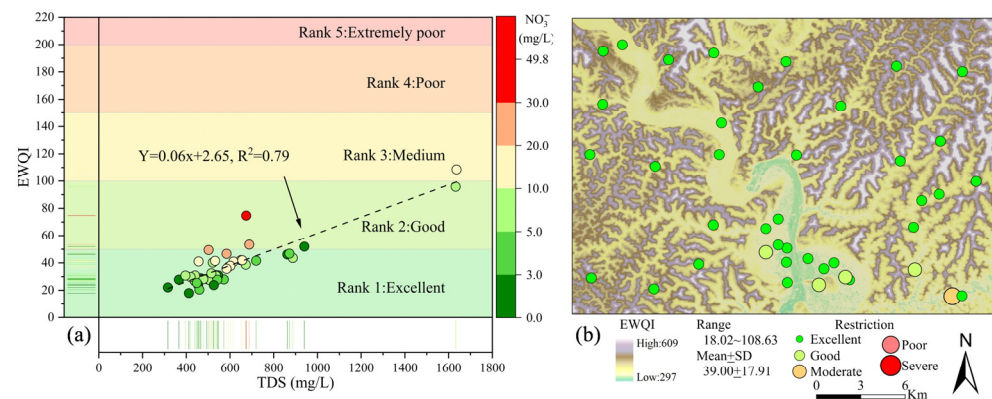 220
200
180
160
140
120
100
80
60
40
20
0
EWQI
Rank 5:Extremely poor
Rank 4:Poor
Y=0.06x+2.65, R²=0.79
Rank 3:Medium
Rank 2:Good
Rank 1:Excellent
(a)
0 200 400 600 800 1000 1200 1400 1600 1800
TDS (mg/L)
NO₃⁻
(mg/L)
49.8
30.0
20.0
10.0
5.0
3.0
0.0
(b)
EWQI
High:609
Low:297
Range
18.02~108.63
Mean±SD
39.00±17.91
Restriction
Excellent
Good
Moderate
Poor
Severe
0 3 6
Km
N